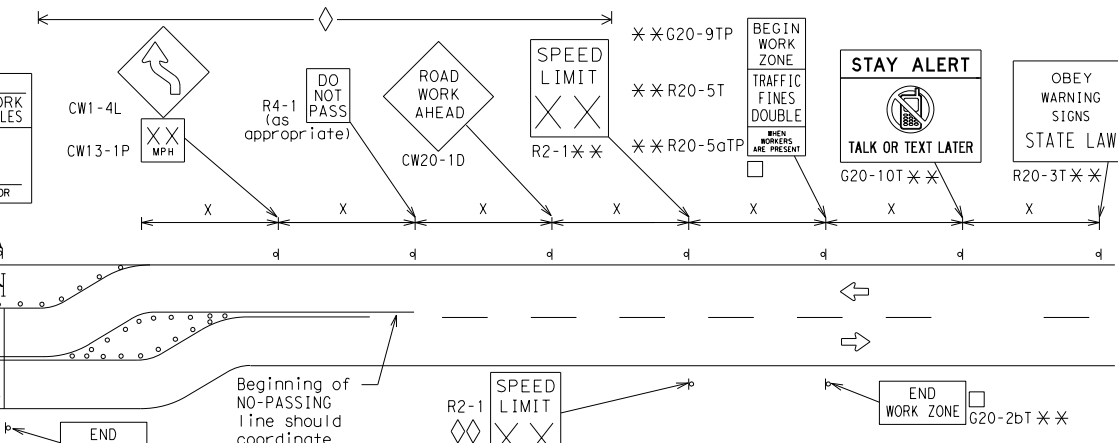 CW1-4L
CW13-1P
XX
MPH
R4-1
(as
appropriate)
DO
NOT
PASS
ROAD
WORK
AHEAD
CW20-1D
SPEED
LIMIT
X X
R2-1**
**G20-9TP
**R20-5T
**R20-5aTP
BEGIN
WORK
ZONE
TRAFFIC
FINES
DOUBLE
WHEN
WORKERS
ARE PRESENT
STAY ALERT
TALK OR TEXT LATER
G20-10T **
OBEY
WARNING
SIGNS
STATE LAW
R20-3T**
X X X X X X X
Beginning of
NO-PASSING
line should
coordinate
R2-1
SPEED
LIMIT
X X
END
WORK ZONE
G20-2bT **
END